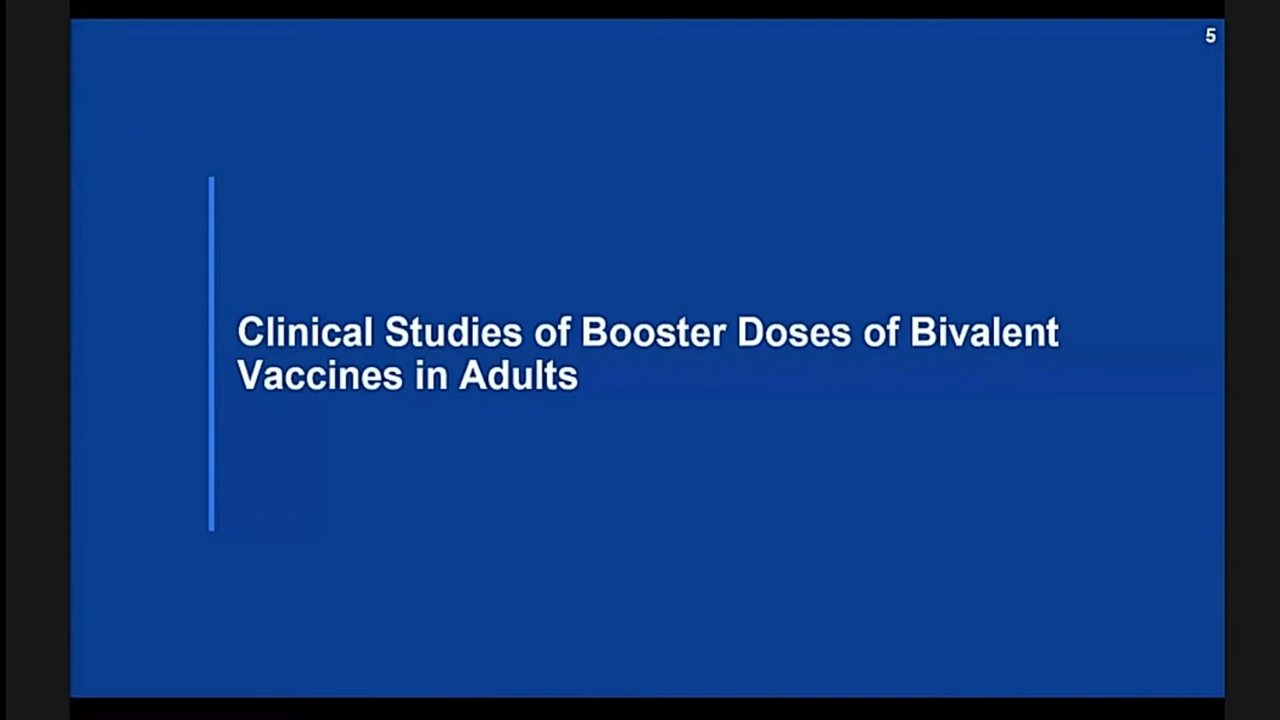 5
Clinical Studies of Booster Doses of Bivalent
Vaccines in Adults